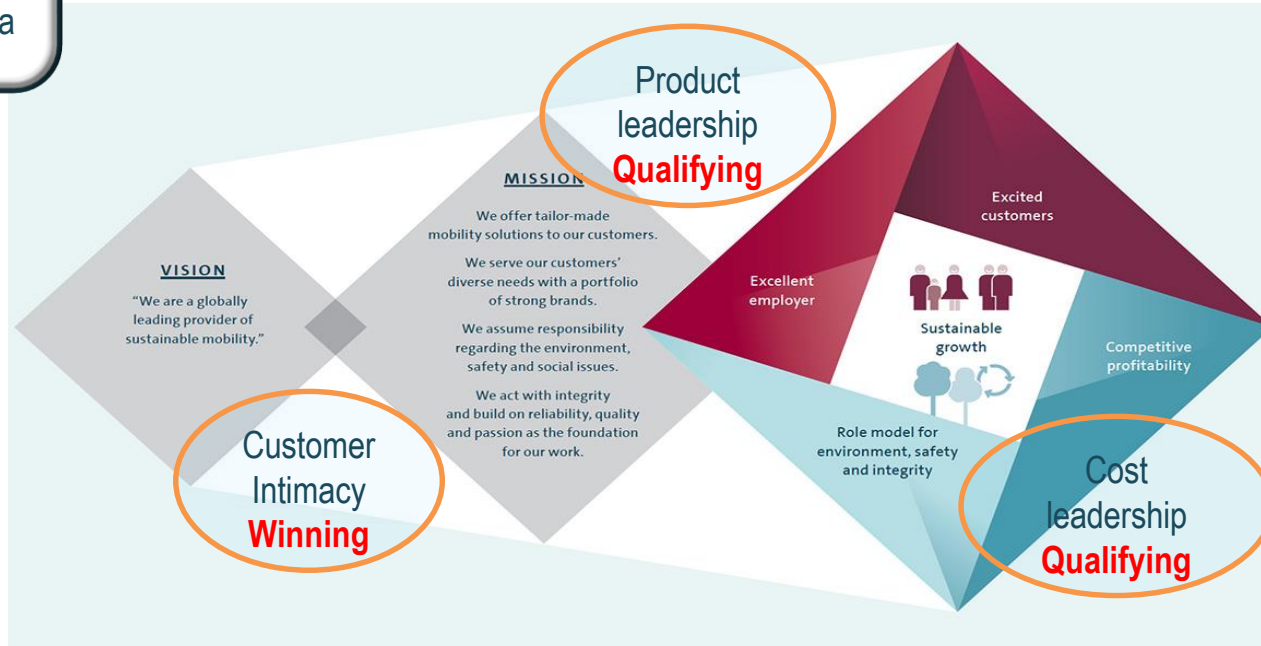 a
Product
leadership
Qualifying
MISSION
We offer tailor-made
mobility solutions to our customers.
We serve our customers'
diverse needs with a portfolio
of strong brands.
We assume responsibility
regarding the environment,
safety and social issues.
We act with integrity
and build on reliability, quality
and passion as the foundation
for our work.
VISION
"We are a globally
leading provider of
sustainable mobility."
Customer
Intimacy
Winning
Excited
customers
Excellent
employer
Sustainable
growth
Competitive
profitability
Role model for
environment, safety
and integrity
Cost
leadership
Qualifying